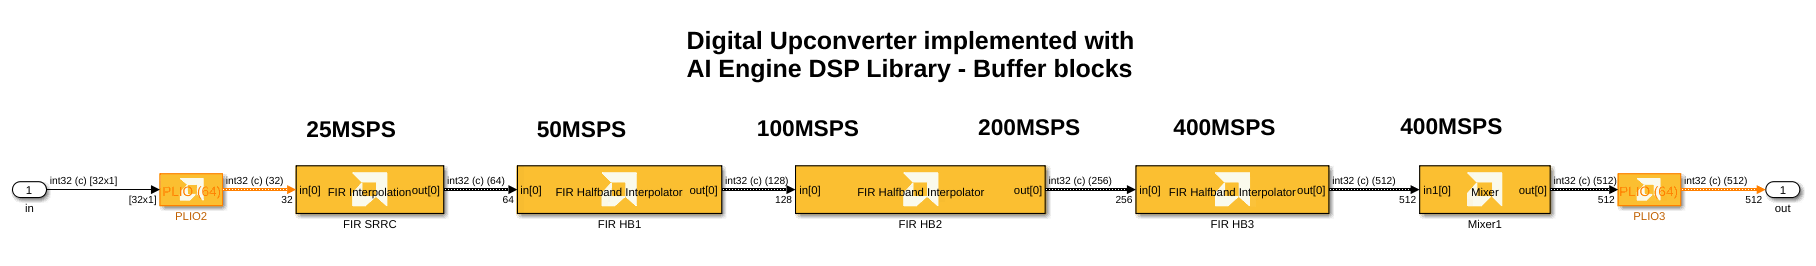 Digital Upconverter implemented with
AI Engine DSP Library - Buffer blocks
25MSPS
50MSPS
100MSPS
200MSPS
400MSPS
400MSPS
1
in
int32 (c) [32x1]
[32x1]
PLIO (64)
PLIO2
int32 (c) (32)
32
in[0]
FIR Interpolation
out[0]
FIR SRRC
int32 (c) (64)
64
in[0]
FIR Halfband Interpolator
out[0]
FIR HB1
int32 (c) (128)
128
in[0]
FIR Halfband Interpolator
out[0]
FIR HB2
int32 (c) (256)
256
in[0]
FIR Halfband Interpolator
out[0]
FIR HB3
int32 (c) (512)
512
in1[0]
Mixer
out[0]
Mixer1
int32 (c) (512)
512
PLIO (64)
PLIO3
int32 (c) (512)
512
1
out